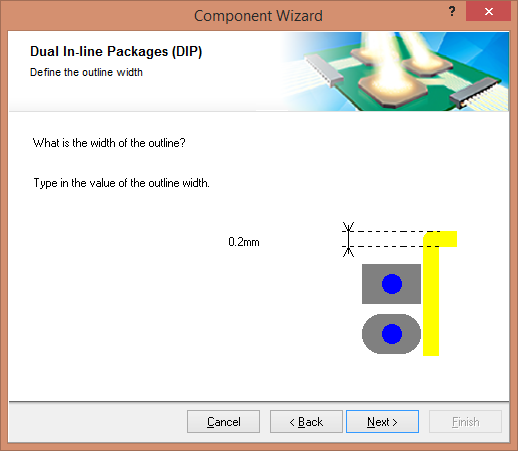 Component Wizard
?
Dual In-line Packages (DIP)
Define the outline width
What is the width of the outline?
Type in the value of the outline width.
0.2mm
Cancel
< Back
Next >
Finish